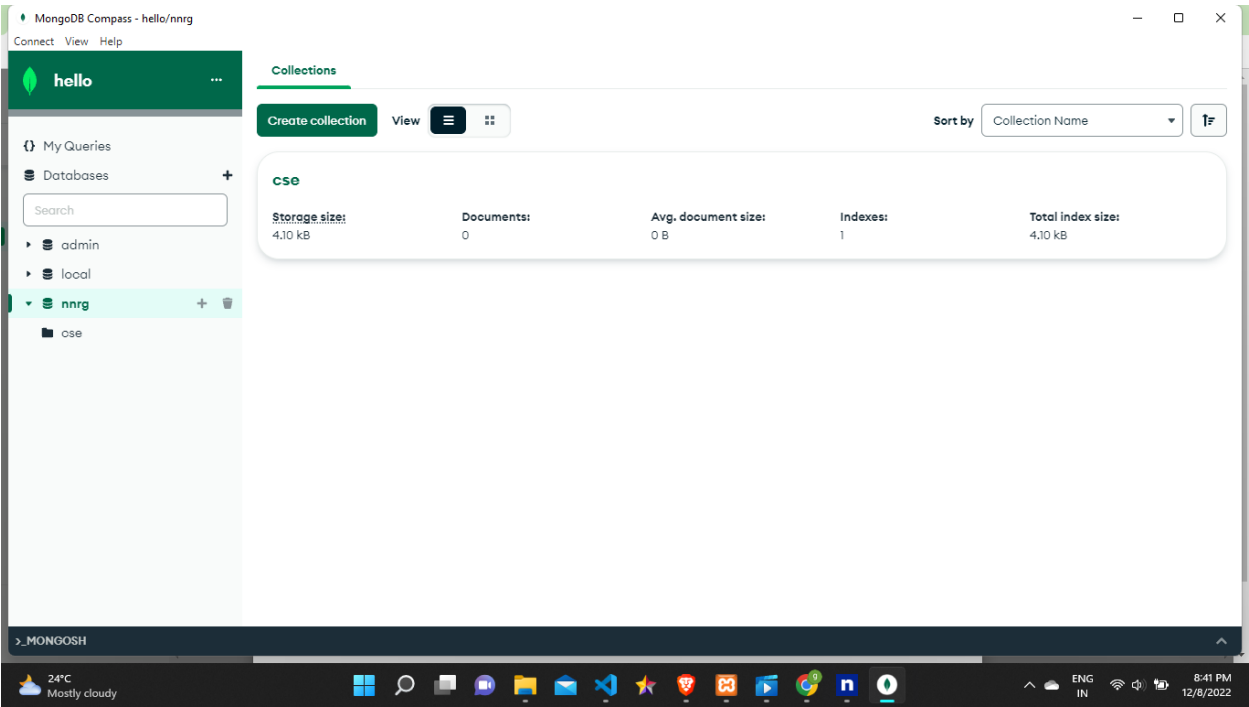 MongoDB Compass - hello/nnrg
Connect View Help
hello
...
Collections
Create collection
View
Sort by
Collection Name
{} My Queries
Databases
+
Search
admin
local
nnrg
+
cse
cse
Storage size:
4.10 kB
Documents:
0
Avg. document size:
0 B
Indexes:
1
Total index size:
4.10 kB
>_MONGOSH
24°C
Mostly cloudy
9
n
ENG
IN
8:41 PM
12/8/2022